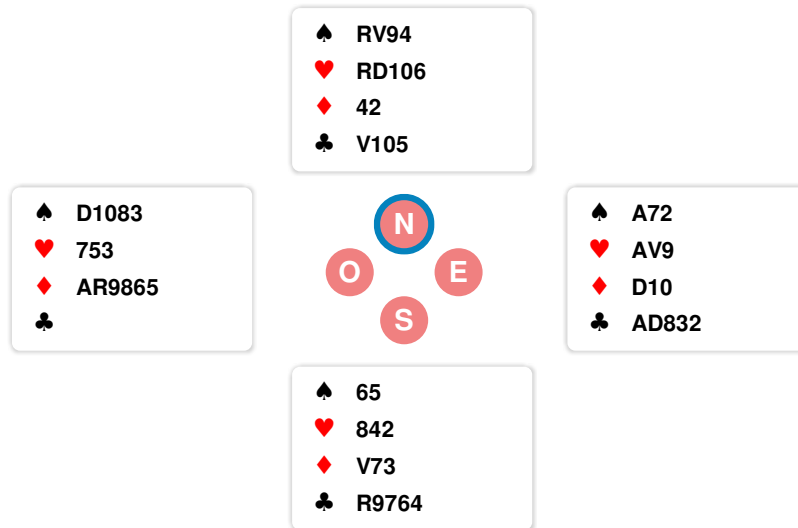 ♠ RV94
♥ RD106
♦ 42
♣ V105
♠ D1083
♥ 753
♦ AR9865
♣
N
O E
S
♠ A72
♥ AV9
♦ D10
♣ AD832
♠ 65
♥ 842
♦ V73
♣ R9764